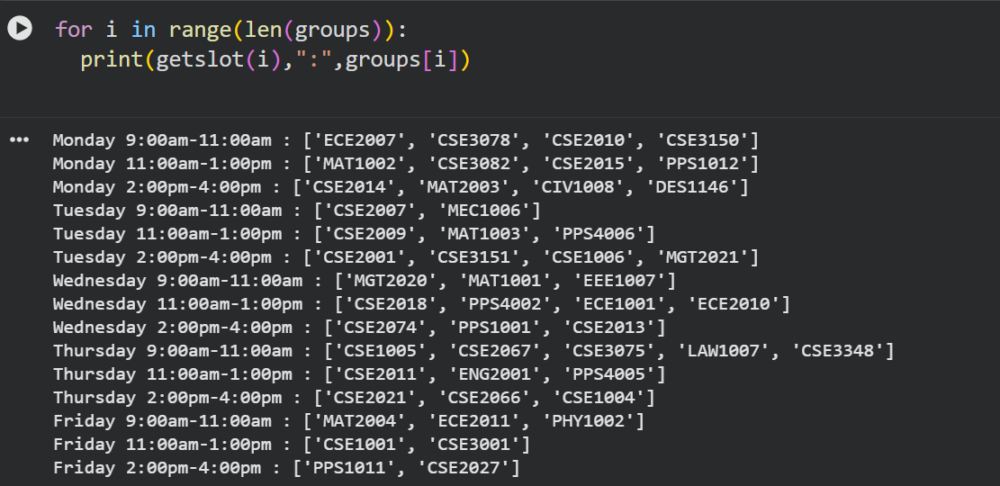 for i in range(len(groups)):
  print(getslot(i),":",groups[i])
Monday 9:00am-11:00am : ['ECE2007', 'CSE3078', 'CSE2010', 'CSE3150']
Monday 11:00am-1:00pm : ['MAT1002', 'CSE3082', 'CSE2015', 'PPS1012']
Monday 2:00pm-4:00pm : ['CSE2014', 'MAT2003', 'CIV1008', 'DES1146']
Tuesday 9:00am-11:00am : ['CSE2007', 'MEC1006']
Tuesday 11:00am-1:00pm : ['CSE2009', 'MAT1003', 'PPS4006']
Tuesday 2:00pm-4:00pm : ['CSE2001', 'CSE3151', 'CSE1006', 'MGT2021']
Wednesday 9:00am-11:00am : ['MGT2020', 'MAT1001', 'EEE1007']
Wednesday 11:00am-1:00pm : ['CSE2018', 'PPS4002', 'ECE1001', 'ECE2010']
Wednesday 2:00pm-4:00pm : ['CSE2074', 'PPS1001', 'CSE2013']
Thursday 9:00am-11:00am : ['CSE1005', 'CSE2067', 'CSE3075', 'LAW1007', 'CSE3348']
Thursday 11:00am-1:00pm : ['CSE2011', 'ENG2001', 'PPS4005']
Thursday 2:00pm-4:00pm : ['CSE2021', 'CSE2066', 'CSE1004']
Friday 9:00am-11:00am : ['MAT2004', 'ECE2011', 'PHY1002']
Friday 11:00am-1:00pm : ['CSE1001', 'CSE3001']
Friday 2:00pm-4:00pm : ['PPS1011', 'CSE2027']